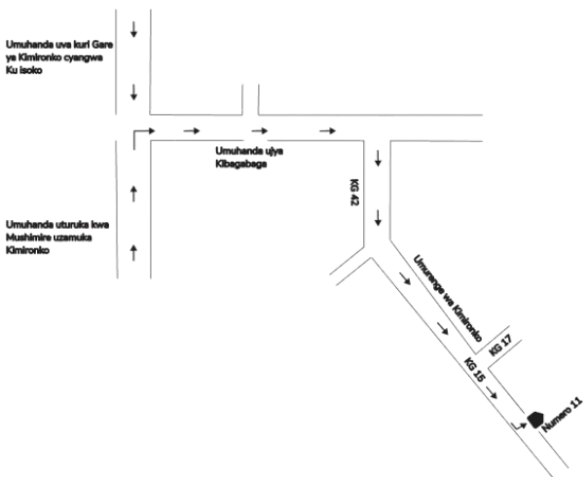 Umuhanda uva kuri Gare
ya Kimironko cyangwa
Ku isoko
Umuhanda ujya
Kibagabaga
KG 42
Umuhanda uturuka kwa
Mushimire uzamuka
Kimironko
Umurenge wa Kimironko
KG 17
KG 15
Numero 11